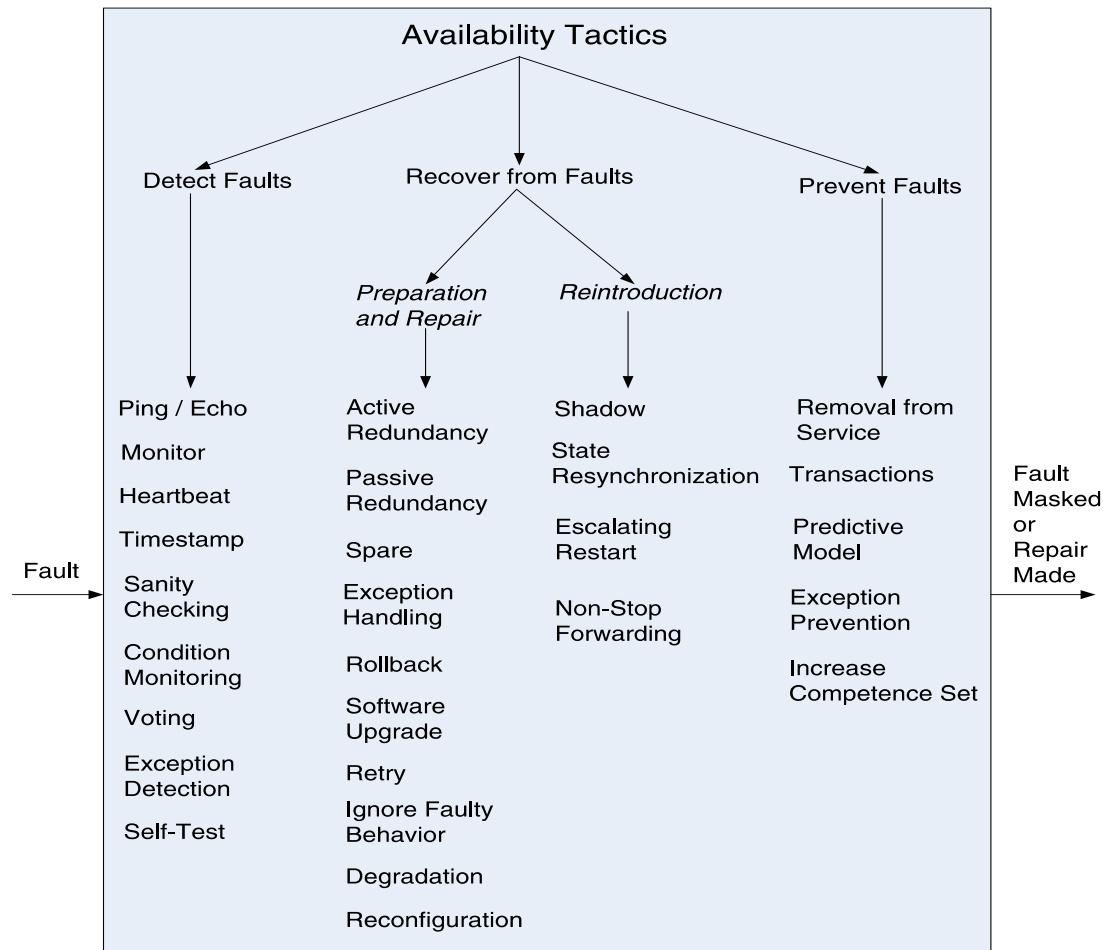 Availability Tactics
Detect Faults
Recover from Faults
Prevent Faults
Preparation
and Repair
Reintroduction
Fault
Ping / Echo
Monitor
Heartbeat
Timestamp
Sanity
Checking
Condition
Monitoring
Voting
Exception
Detection
Self-Test
Active
Redundancy
Passive
Redundancy
Spare
Exception
Handling
Rollback
Software
Upgrade
Retry
Ignore Faulty
Behavior
Degradation
Reconfiguration
Shadow
State
Resynchronization
Escalating
Restart
Non-Stop
Forwarding
Removal from
Service
Transactions
Predictive
Model
Exception
Prevention
Increase
Competence Set
Fault
Masked
or
Repair
Made